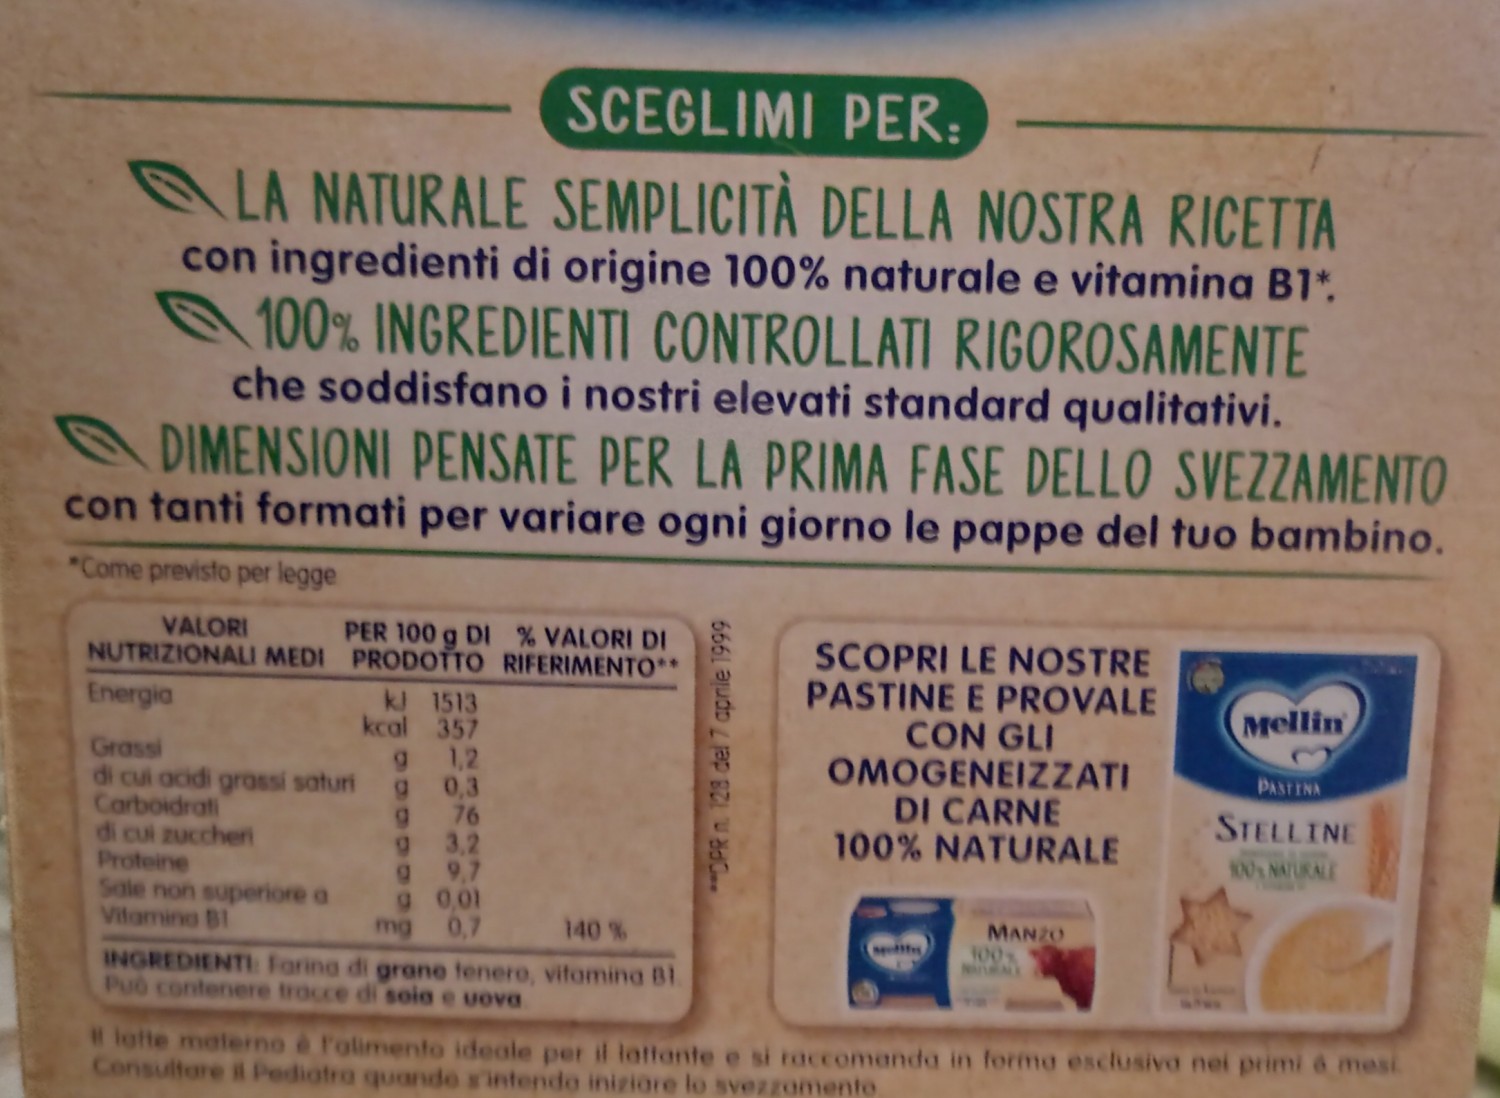 SCEGLIMI PER:
LA NATURALE SEMPLICITÀ DELLA NOSTRA RICETTA
con ingredienti di origine 100% naturale e vitamina B1*.
100% INGREDIENTI CONTROLLATI RIGOROSAMENTE
che soddisfano i nostri elevati standard qualitativi.
DIMENSIONI PENSATE PER LA PRIMA FASE DELLO SVEZZAMENTO
con tanti formati per variare ogni giorno le pappe del tuo bambino.
*Come previsto per legge
VALORI NUTRIZIONALI MEDI PER 100 g DI PRODOTTO % VALORI DI RIFERIMENTO**
Energia kJ 1513
kcal 357
Grassi g 1,2
di cui acidi grassi saturi g 0,3
Carboidrati g 76
di cui zuccheri g 3,2
Proteine g 9,7
Sale non superiore a g 0,01
Vitamina B1 mg 0,7 140 %
INGREDIENTI: Farina di grano tenero, vitamina B1.
Può contenere tracce di soia e uova.
**DPR n. 128 del 7 aprile 1999
SCOPRI LE NOSTRE
PASTINE E PROVALE
CON GLI
OMOGENEIZZATI
DI CARNE
100% NATURALE
Mellin
MANZO
100%
NATURALE
Mellin
PASTINA
STELLINE
100% NATURALE
Il latte materno è l'alimento ideale per il lattante e si raccomanda in forma esclusiva nei primi 6 mesi.
Consultare il Pediatra quando s'intenda iniziare lo svezzamento.